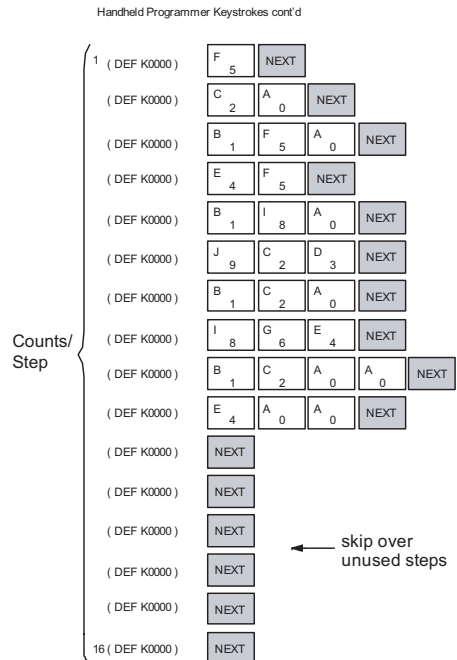 Handheld Programmer Keystrokes cont'd
1 ( DEF K0000 ) F 5 NEXT
( DEF K0000 ) C 2 A 0 NEXT
( DEF K0000 ) B 1 F 5 A 0 NEXT
( DEF K0000 ) E 4 F 5 NEXT
( DEF K0000 ) B 1 I 8 A 0 NEXT
( DEF K0000 ) J 9 C 2 D 3 NEXT
( DEF K0000 ) B 1 C 2 A 0 NEXT
( DEF K0000 ) I 8 G 6 E 4 NEXT
Counts/
Step
( DEF K0000 ) B 1 C 2 A 0 A 0 NEXT
( DEF K0000 ) E 4 A 0 A 0 NEXT
( DEF K0000 ) NEXT
( DEF K0000 ) NEXT
( DEF K0000 ) NEXT
skip over
unused steps
( DEF K0000 ) NEXT
( DEF K0000 ) NEXT
16 ( DEF K0000 ) NEXT